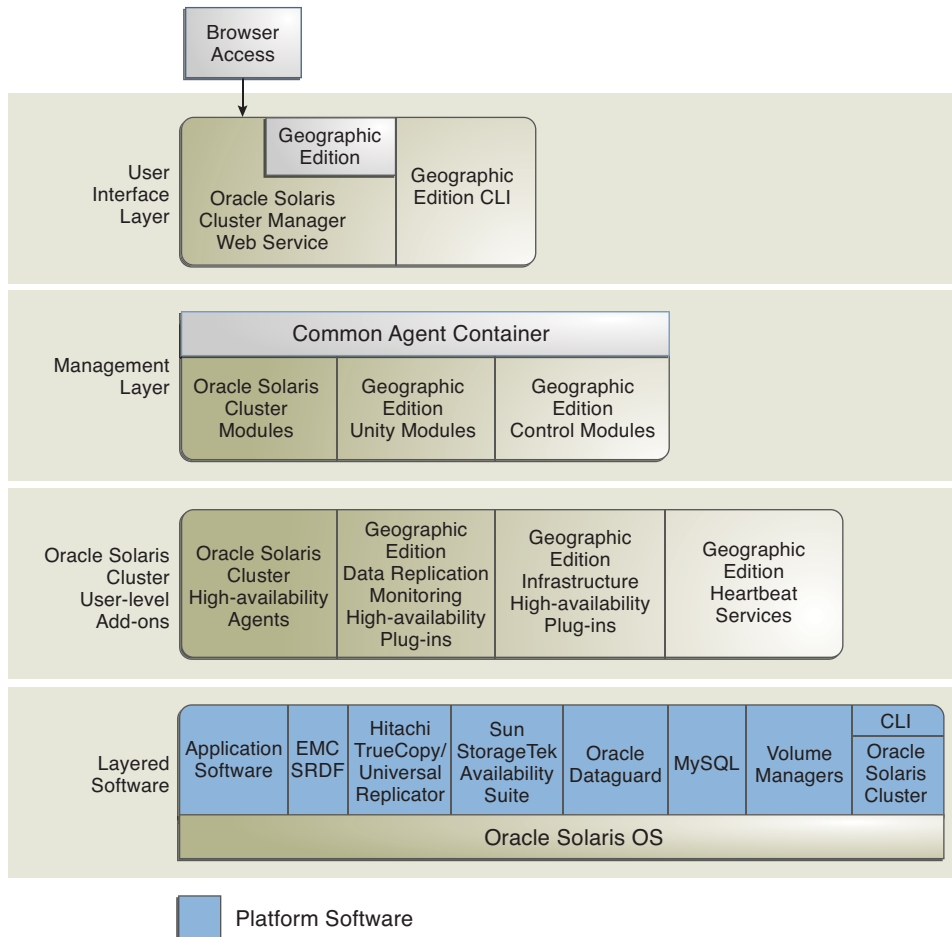 Browser
Access
User
Interface
Layer
Geographic
Edition
Oracle Solaris
Cluster Manager
Web Service
Geographic
Edition CLI
Management
Layer
Common Agent Container
Oracle Solaris
Cluster
Modules
Geographic
Edition
Unity Modules
Geographic
Edition
Control Modules
Oracle Solaris
Cluster
User-level
Add-ons
Oracle Solaris
Cluster
High-availability
Agents
Geographic
Edition
Data Replication
Monitoring
High-availability
Plug-ins
Geographic
Edition
Infrastructure
High-availability
Plug-ins
Geographic
Edition
Heartbeat
Services
Layered
Software
Application
Software
EMC
SRDF
Hitachi
TrueCopy/
Universal
Replicator
Sun
StorageTek
Availability
Suite
Oracle
Dataguard
MySQL
Volume
Managers
CLI
Oracle
Solaris
Cluster
Oracle Solaris OS
Platform Software